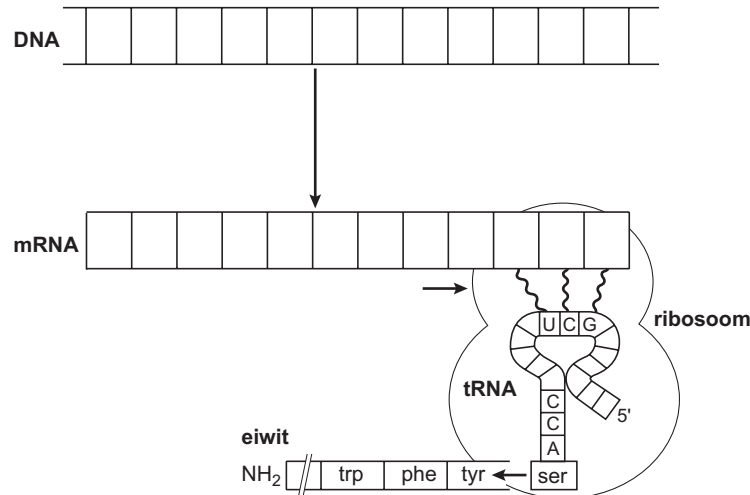 DNA
mRNA
ribosoom
U C G
tRNA
C
C
A
5'
eiwit
NH2 trp phe tyr ser